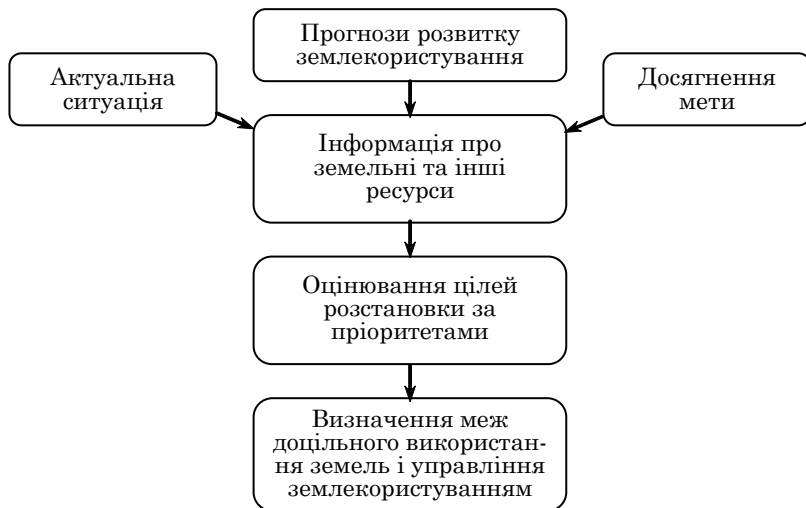 Прогнози розвитку
землекористування
Актуальна
ситуація
Досягнення
мети
Інформація про
земельні та інші
ресурси
Оцінювання цілей
розстановки за
пріоритетами
Визначення меж
доцільного використан-
ня земель і управління
землекористуванням